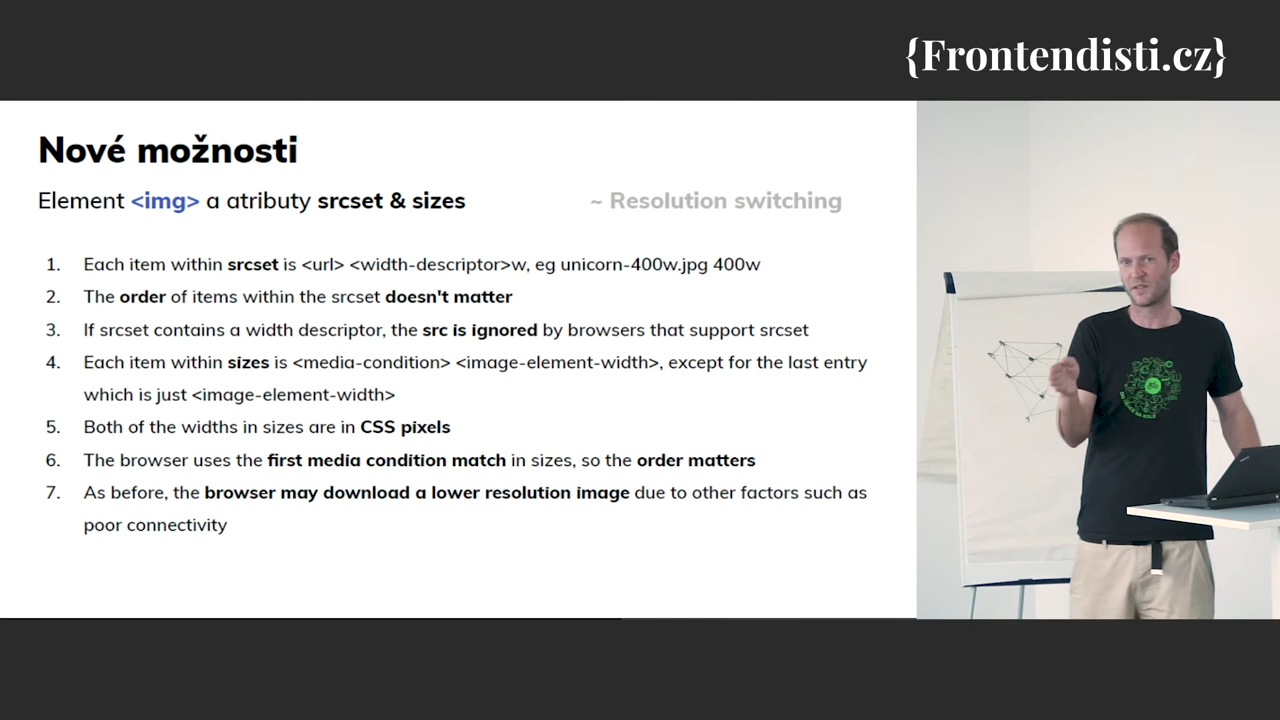 {Frontendisti.cz}
Nové možnosti
Element <img> a atributy srcset & sizes
~ Resolution switching
1. Each item within srcset is <url> <width-descriptor>w, eg unicorn-400w.jpg 400w
2. The order of items within the srcset doesn't matter
3. If srcset contains a width descriptor, the src is ignored by browsers that support srcset
4. Each item within sizes is <media-condition> <image-element-width>, except for the last entry
which is just <image-element-width>
5. Both of the widths in sizes are in CSS pixels
6. The browser uses the first media condition match in sizes, so the order matters
7. As before, the browser may download a lower resolution image due to other factors such as
poor connectivity